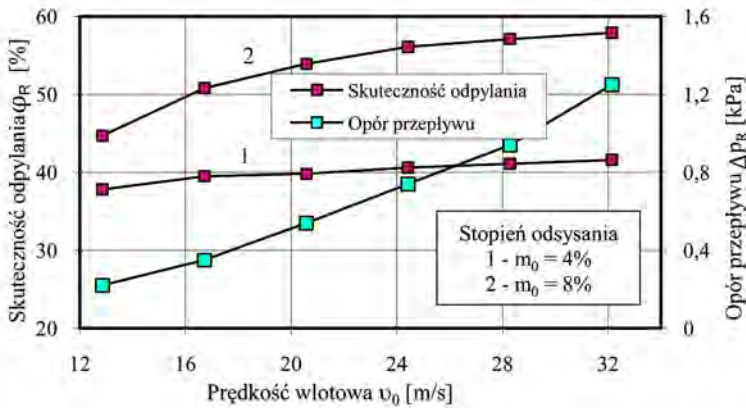 Skuteczność odpylania φR [%]
60
50
40
30
20
12
16
20
24
28
32
Prędkość wlotowa υ0 [m/s]
1,6
1,2
0,8
0,4
0
Opór przepływu ΔpR [kPa]
2
1
Skuteczność odpylania
Opór przepływu
Stopień odsysania
1 - m0 = 4%
2 - m0 = 8%